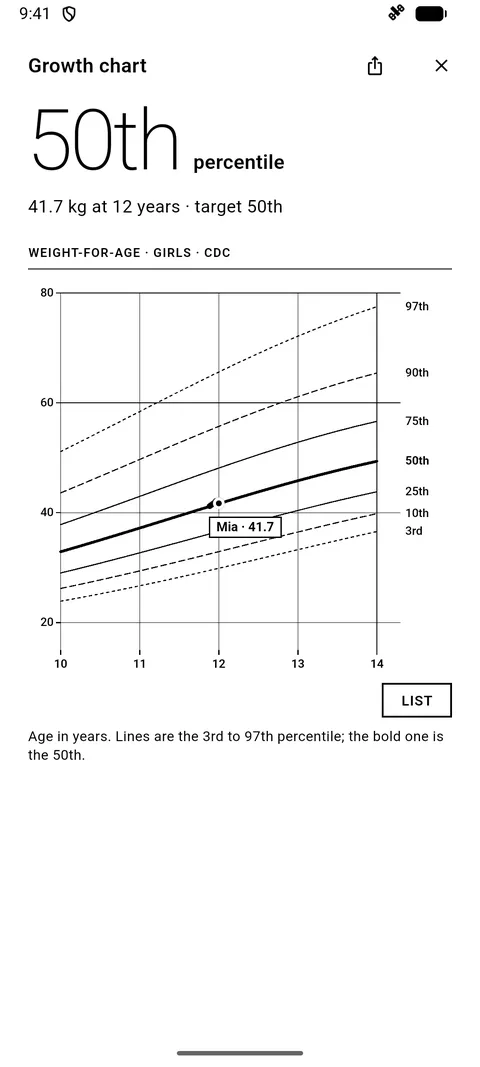 9:41
Growth chart
50th percentile
41.7 kg at 12 years · target 50th
WEIGHT-FOR-AGE · GIRLS · CDC
80
97th
90th
60
75th
50th
25th
40
10th
Mia · 41.7
3rd
20
10 11 12 13 14
LIST
Age in years. Lines are the 3rd to 97th percentile; the bold one is
the 50th.